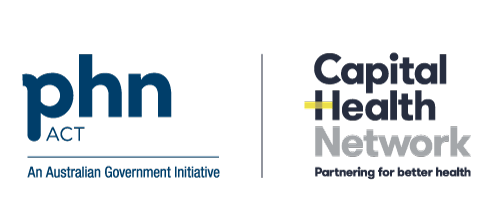 phn
ACT
An Australian Government Initiative
Capital
Health
Network
Partnering for better health